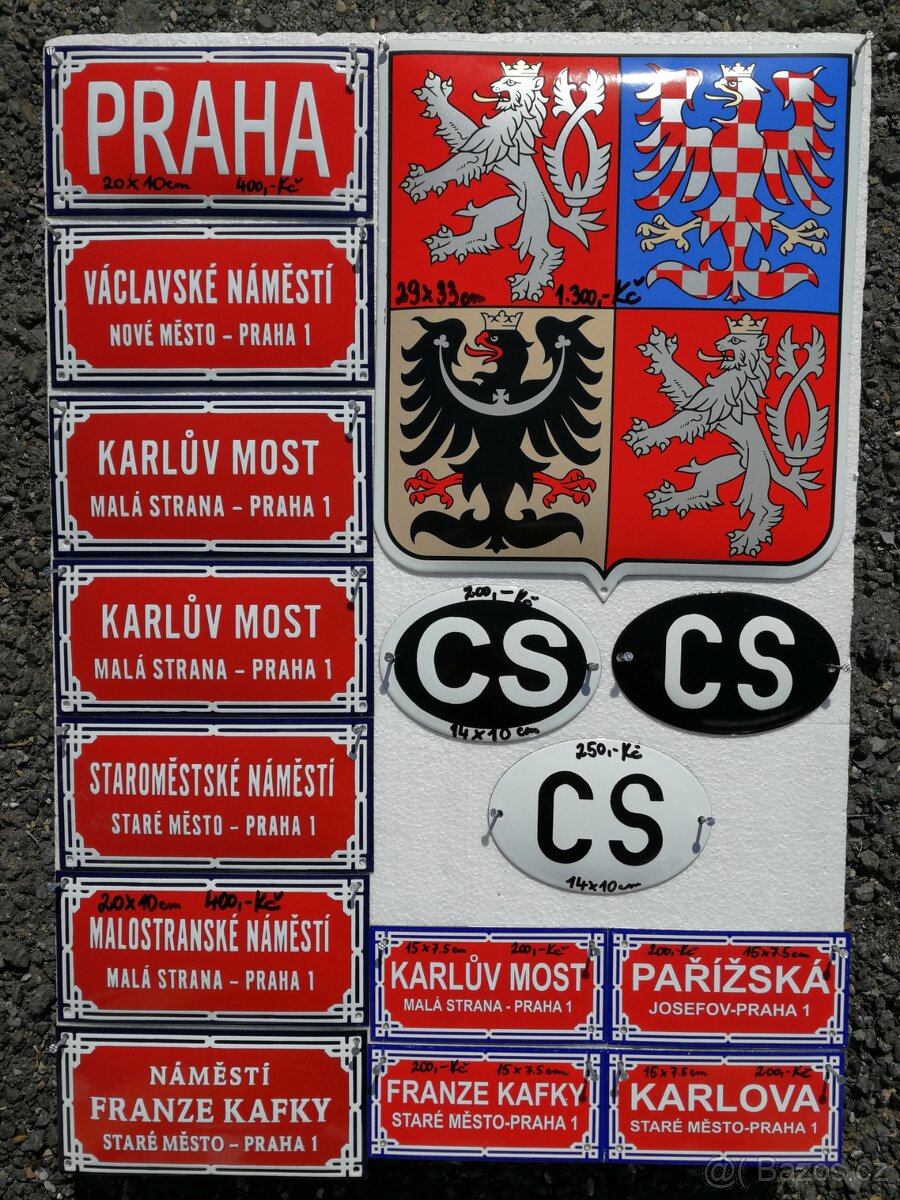 PRAHA
20 x 10 cm 400,-Kč
VÁCLAVSKÉ NÁMĚSTÍ
NOVÉ MĚSTO – PRAHA 1
KARLŮV MOST
MALÁ STRANA – PRAHA 1
KARLŮV MOST
MALÁ STRANA – PRAHA 1
STAROMĚSTSKÉ NÁMĚSTÍ
STARÉ MĚSTO – PRAHA 1
20x10cm 400,-Kč
MALOSTRANSKÉ NÁMĚSTÍ
MALÁ STRANA – PRAHA 1
NÁMĚSTÍ
FRANZE KAFKY
STARÉ MĚSTO – PRAHA 1
29x33cm 1.300,-Kč
200,-Kč
CS
14x10cm
CS
250,-Kč
CS
14x10cm
15x7.5cm 200,-Kč
KARLŮV MOST
MALÁ STRANA - PRAHA 1
200,-Kč 15x7.5cm
PAŘÍŽSKÁ
JOSEFOV-PRAHA 1
200,-Kč 15x7.5cm
FRANZE KAFKY
STARÉ MĚSTO-PRAHA 1
15x7.5cm 200,-Kč
KARLOVA
STARÉ MĚSTO-PRAHA 1
@( Bazos.cz